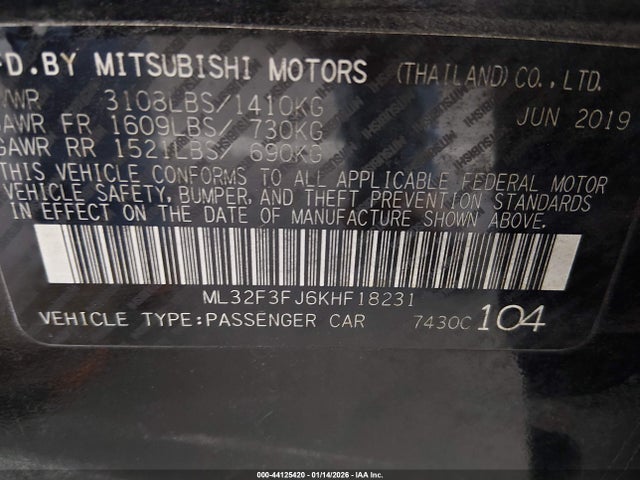 FD.BY MITSUBISHI MOTORS (THAILAND) CO., LTD.
VWR 3108LBS/1410KG JUN 2019
GAWR FR 1609LBS/ 730KG
GAWR RR 1521LBS/ 690KG
THIS VEHICLE CONFORMS TO ALL APPLICABLE FEDERAL MOTOR
VEHICLE SAFETY, BUMPER, AND THEFT PREVENTION STANDARDS
IN EFFECT ON THE DATE OF MANUFACTURE SHOWN ABOVE.
ML32F3FJ6KHF18231
VEHICLE TYPE:PASSENGER CAR 7430C 104
000-44125420 - 01/14/2026 - IAA Inc.